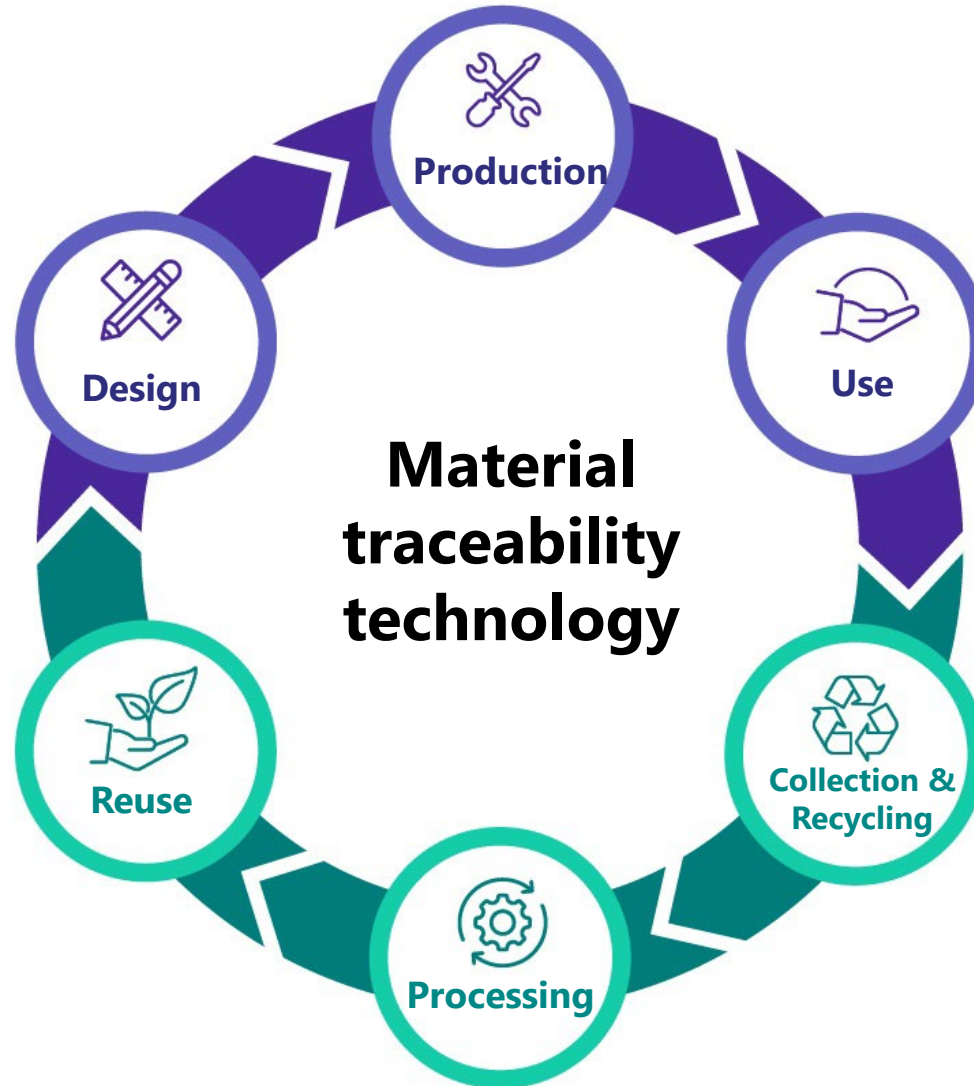 Production
Design
Use
Material
traceability
technology
Reuse
Collection &
Recycling
Processing